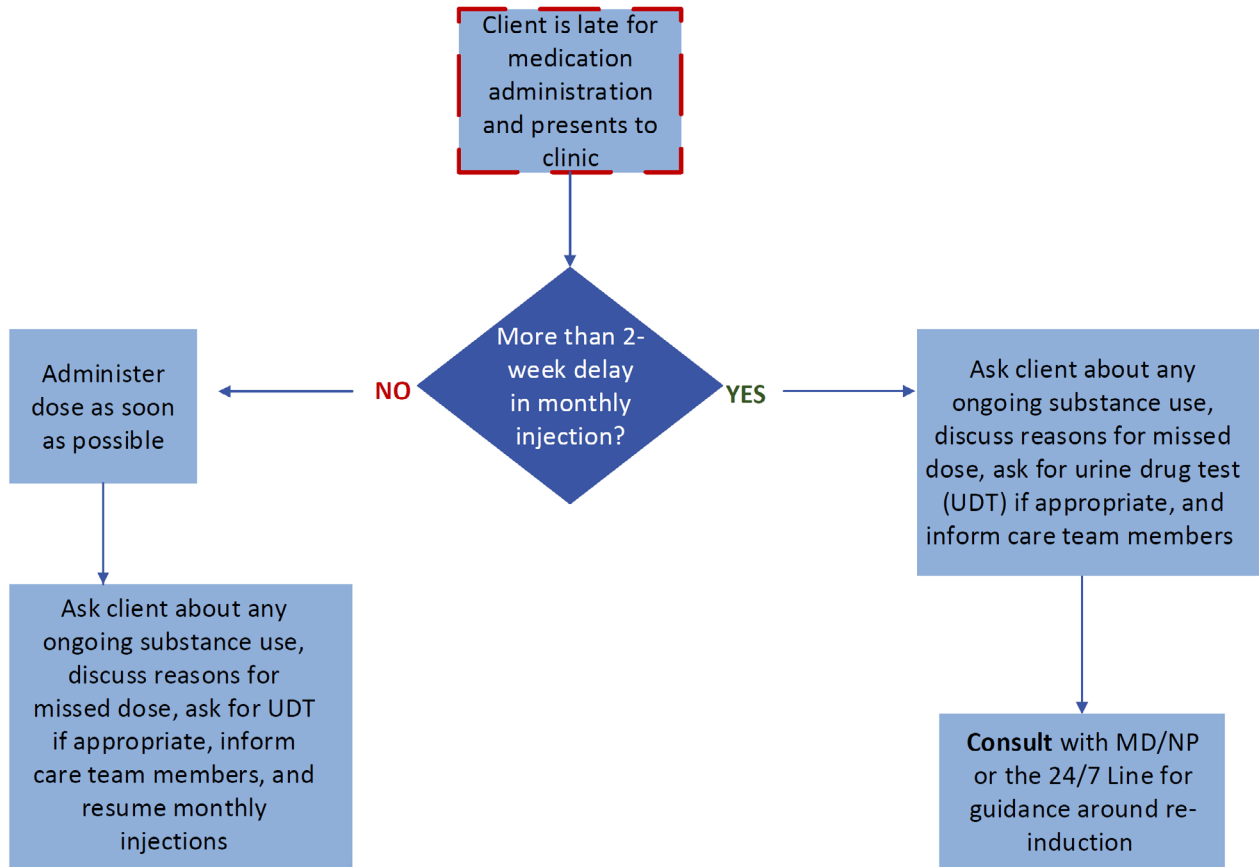 Client is late for
medication
administration
and presents to
clinic
More than 2-
week delay
in monthly
injection?
NO
YES
Administer
dose as soon
as possible
Ask client about any
ongoing substance use,
discuss reasons for
missed dose, ask for UDT
if appropriate, inform
care team members, and
resume monthly
injections
Ask client about any
ongoing substance use,
discuss reasons for missed
dose, ask for urine drug test
(UDT) if appropriate, and
inform care team members
Consult with MD/NP
or the 24/7 Line for
guidance around re-
induction